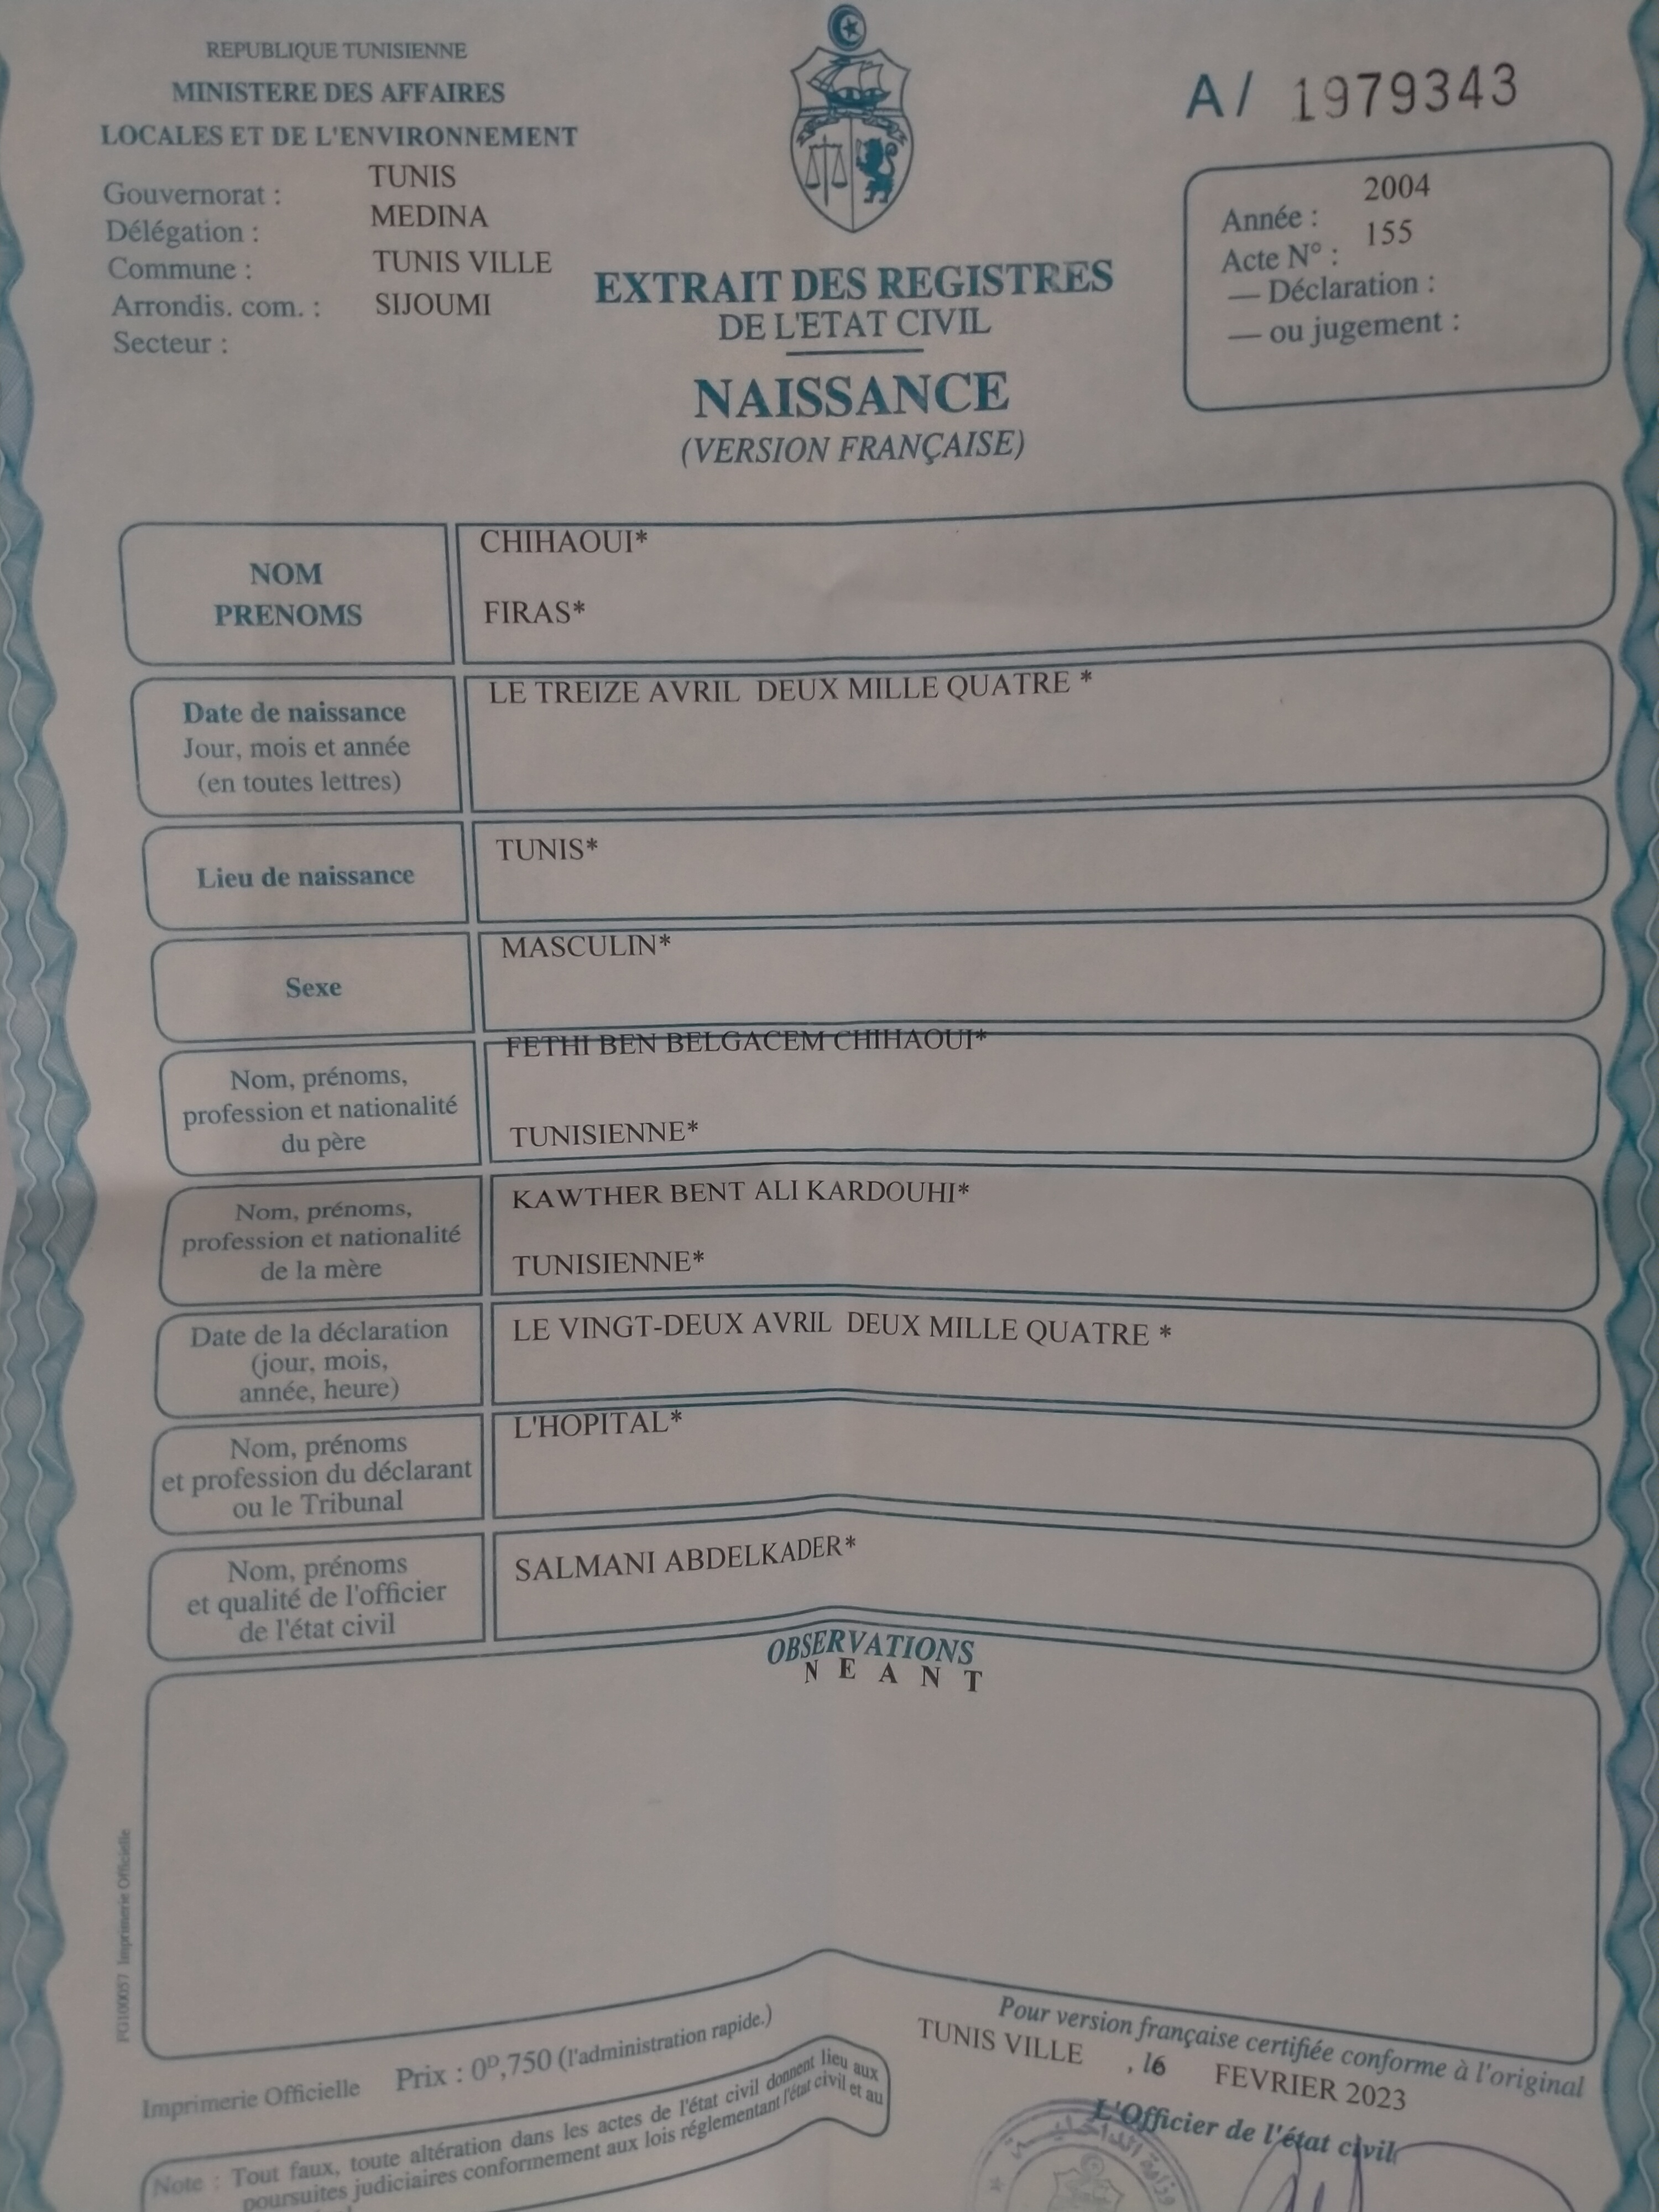 REPUBLIQUE TUNISIENNE
MINISTERE DES AFFAIRES
LOCALES ET DE L'ENVIRONNEMENT
Gouvernorat : TUNIS
Délégation : MEDINA
Commune : TUNIS VILLE
Arrondis. com. : SIJOUMI
Secteur :
EXTRAIT DES REGISTRES
DE L'ETAT CIVIL
NAISSANCE
(VERSION FRANÇAISE)
A/ 1979343
Année : 2004
Acte N° : 155
— Déclaration :
— ou jugement :
NOM
PRENOMS
CHIHAOUI*
FIRAS*
Date de naissance
Jour, mois et année
(en toutes lettres)
LE TREIZE AVRIL DEUX MILLE QUATRE *
Lieu de naissance
TUNIS*
Sexe
MASCULIN*
Nom, prénoms,
profession et nationalité
du père
FETHI BEN BELGACEM CHIHAOUI*
TUNISIENNE*
Nom, prénoms,
profession et nationalité
de la mère
KAWTHER BENT ALI KARDOUHI*
TUNISIENNE*
Date de la déclaration
(jour, mois,
année, heure)
LE VINGT-DEUX AVRIL DEUX MILLE QUATRE *
Nom, prénoms
et profession du déclarant
ou le Tribunal
L'HOPITAL*
Nom, prénoms
et qualité de l'officier
de l'état civil
SALMANI ABDELKADER*
OBSERVATIONS
N E A N T
PG100057 Imprimerie Officielle
Imprimerie Officielle Prix : 0D,750 (l'administration rapide.)
Note : Tout faux, toute altération dans les actes de l'état civil donnent lieu aux
poursuites judiciaires conformement aux lois réglementant l'état civil et au
Pour version française certifiée conforme à l'original
TUNIS VILLE , 16 FEVRIER 2023
L'Officier de l'état civil
وزارة الداخلية